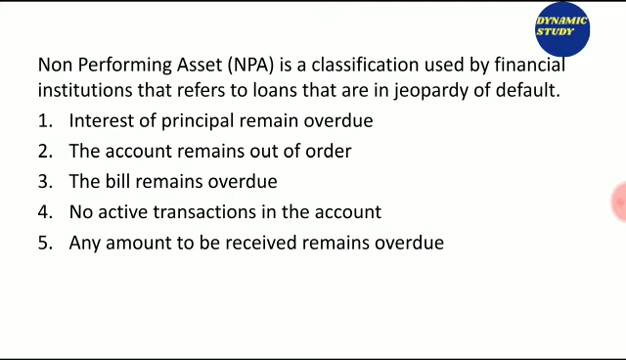 DYNAMIC
STUDY
Non Performing Asset (NPA) is a classification used by financial
institutions that refers to loans that are in jeopardy of default.
1. Interest of principal remain overdue
2. The account remains out of order
3. The bill remains overdue
4. No active transactions in the account
5. Any amount to be received remains overdue